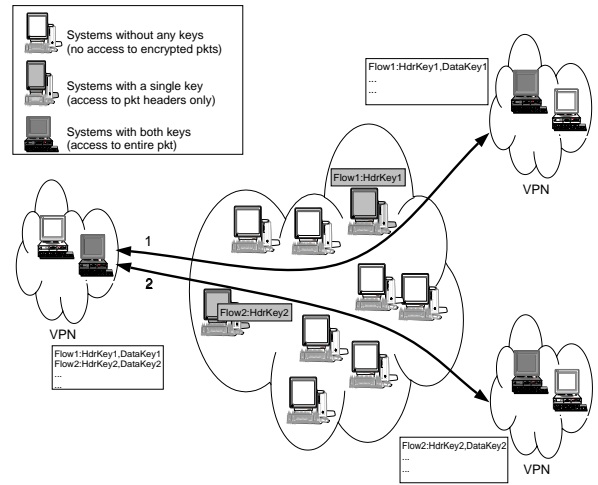 Systems without any keys
(no access to encrypted pkts)
Systems with a single key
(access to pkt headers only)
Systems with both keys
(access to entire pkt)
Flow1:HdrKey1,DataKey1
...
...
VPN
Flow1:HdrKey1
1
2
Flow2:HdrKey2
VPN
Flow1:HdrKey1,DataKey1
Flow2:HdrKey2,DataKey2
...
...
Flow2:HdrKey2,DataKey2
...
...
VPN